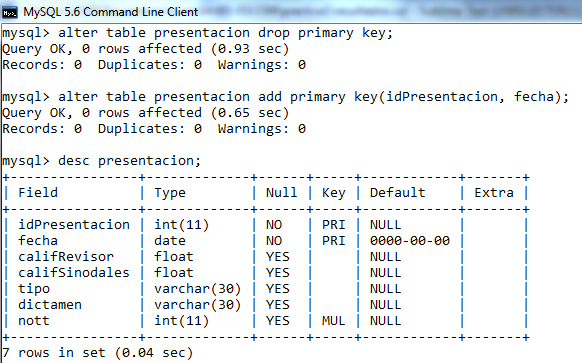 MySQL 5.6 Command Line Client
mysql> alter table presentacion drop primary key;
Query OK, 0 rows affected (0.93 sec)
Records: 0  Duplicates: 0  Warnings: 0
mysql> alter table presentacion add primary key(idPresentacion, fecha);
Query OK, 0 rows affected (0.65 sec)
Records: 0  Duplicates: 0  Warnings: 0
mysql> desc presentacion;
+----------------+-------------+------+-----+------------+-------+
| Field          | Type        | Null | Key | Default    | Extra |
+----------------+-------------+------+-----+------------+-------+
| idPresentacion | int(11)     | NO   | PRI | NULL       |       |
| fecha          | date        | NO   | PRI | 0000-00-00 |       |
| califRevisor   | float       | YES  |     | NULL       |       |
| califSinodales | float       | YES  |     | NULL       |       |
| tipo           | varchar(30) | YES  |     | NULL       |       |
| dictamen       | varchar(30) | YES  |     | NULL       |       |
| nott           | int(11)     | YES  | MUL | NULL       |       |
+----------------+-------------+------+-----+------------+-------+
7 rows in set (0.04 sec)